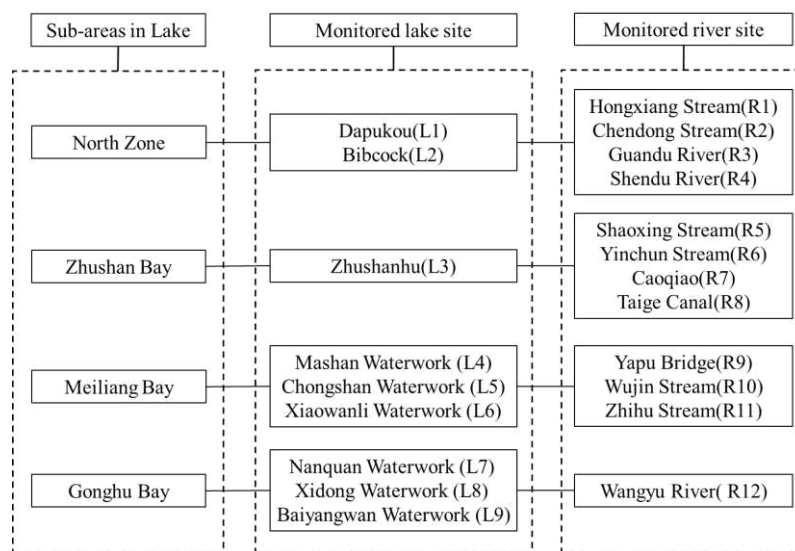 Sub-areas in Lake
Monitored lake site
Monitored river site
North Zone
Dapukou(L1)
Bibcock(L2)
Hongxiang Stream(R1)
Chendong Stream(R2)
Guandu River(R3)
Shendu River(R4)
Zhushan Bay
Zhushanhu(L3)
Shaoxing Stream(R5)
Yinchun Stream(R6)
Caoqiao(R7)
Taige Canal(R8)
Meiliang Bay
Mashan Waterwork (L4)
Chongshan Waterwork (L5)
Xiaowanli Waterwork (L6)
Yapu Bridge(R9)
Wujin Stream(R10)
Zhihu Stream(R11)
Gonghu Bay
Nanquan Waterwork (L7)
Xidong Waterwork (L8)
Baiyangwan Waterwork (L9)
Wangyu River( R12)